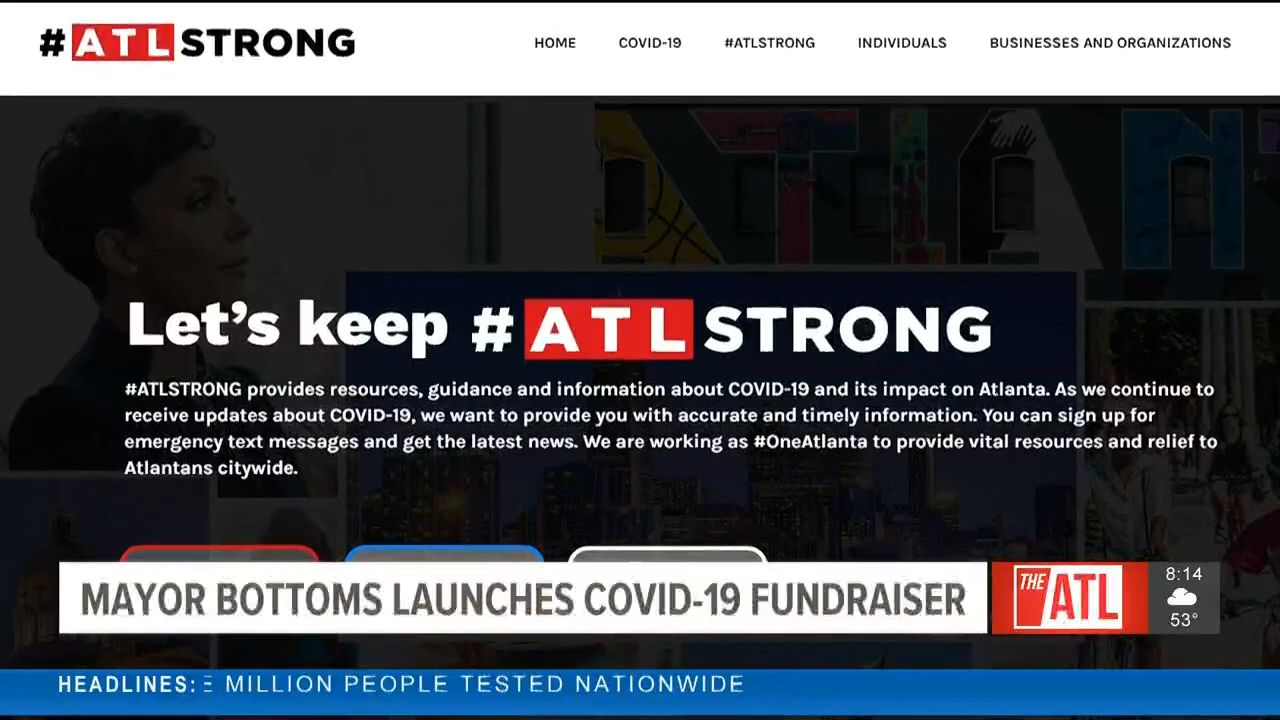 #ATLSTRONG
HOME COVID-19 #ATLSTRONG INDIVIDUALS BUSINESSES AND ORGANIZATIONS
ATLAN
Let's keep #ATLSTRONG
#ATLSTRONG provides resources, guidance and information about COVID-19 and its impact on Atlanta. As we continue to
receive updates about COVID-19, we want to provide you with accurate and timely information. You can sign up for
emergency text messages and get the latest news. We are working as #OneAtlanta to provide vital resources and relief to
Atlantans citywide.
MAYOR BOTTOMS LAUNCHES COVID-19 FUNDRAISER
THE ATL
8:14
53°
HEADLINES: MILLION PEOPLE TESTED NATIONWIDE